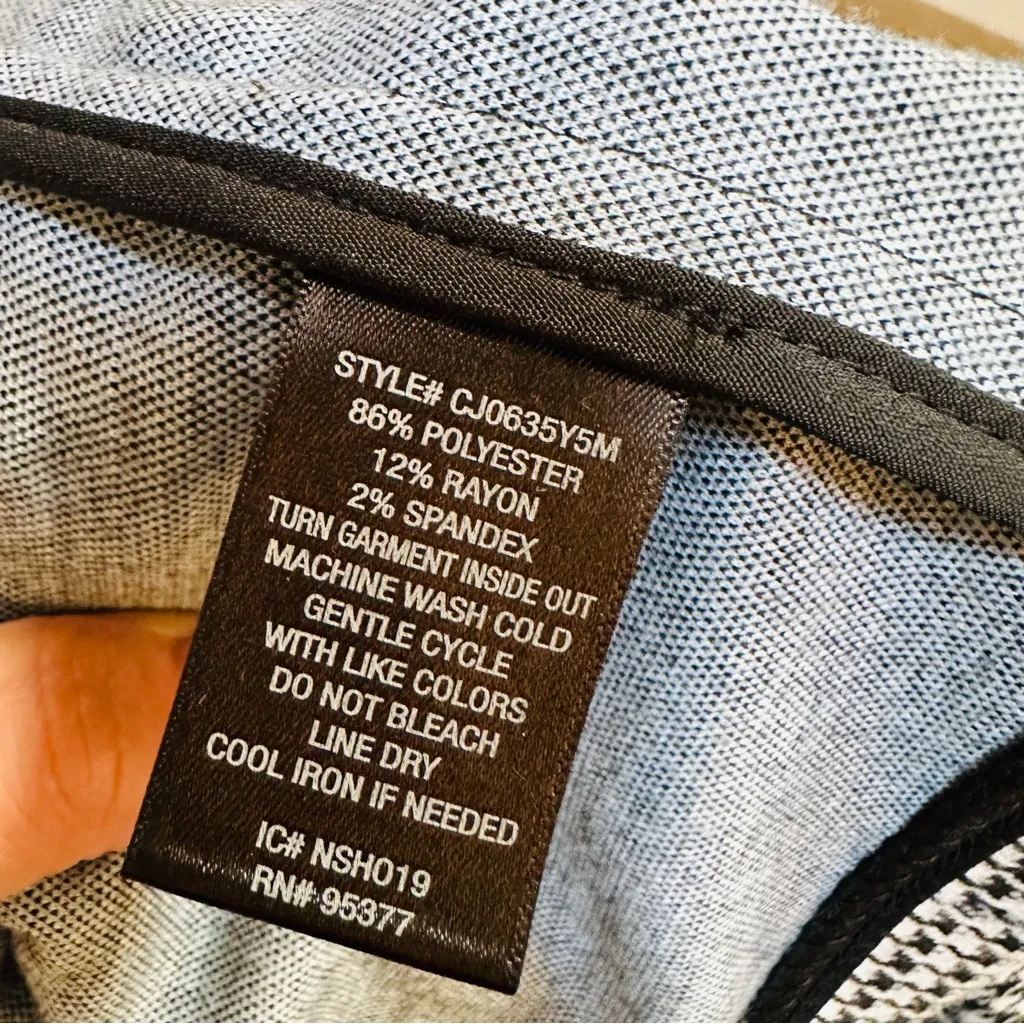 STYLE# CJ0635Y5M
86% POLYESTER
12% RAYON
2% SPANDEX
TURN GARMENT INSIDE OUT
MACHINE WASH COLD
GENTLE CYCLE
WITH LIKE COLORS
DO NOT BLEACH
LINE DRY
COOL IRON IF NEEDED
IC# NSHO19
RN# 95377